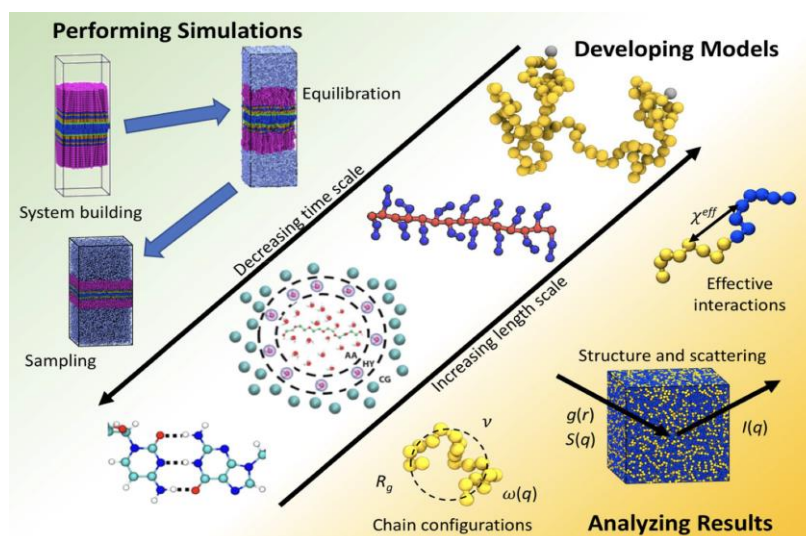 Performing Simulations
Developing Models
Equilibration
System building
Decreasing time scale
χ^eff
Effective
interactions
Sampling
AA
HY
CG
Increasing length scale
Structure and scattering
g(r)
S(q)
I(q)
ν
R_g
ω(q)
Chain configurations
Analyzing Results